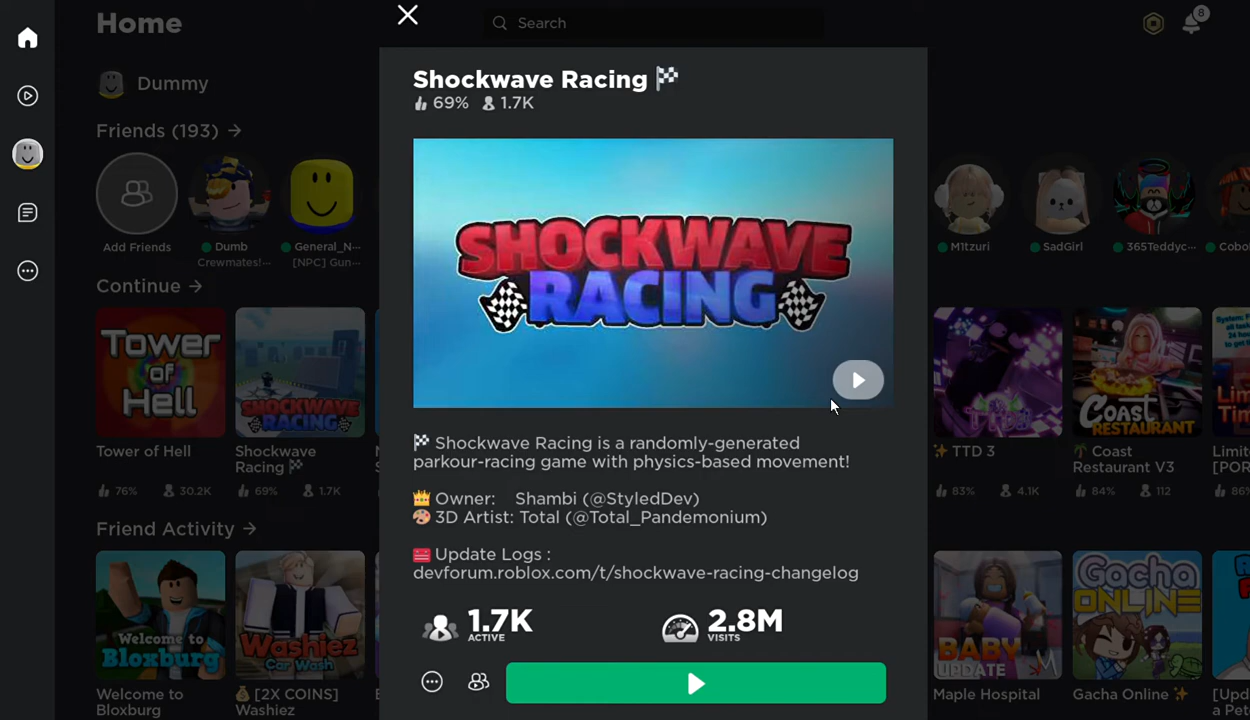 Home
Search
8
Dummy
Friends (193) →
Add Friends
Dumb
Crewmates!···
General_N···
[NPC] Gun···
M1tzuri
SadGirl
365Teddyc···
Shockwave Racing 🏁
69% 1.7K
SHOCKWAVE
RACING
🏁 Shockwave Racing is a randomly-generated
parkour-racing game with physics-based movement!
👑 Owner: Shambi (@StyledDev)
🎨 3D Artist: Total (@Total_Pandemonium)
Update Logs :
devforum.roblox.com/t/shockwave-racing-changelog
1.7K
ACTIVE
2.8M
VISITS
Continue →
Tower
of
Hell
Tower of Hell
76% 30.2K
SHOCKWAVE
RACING
Shockwave
Racing 🏁
69% 1.7K
✨ TTD 3
83% 4.1K
COAST
RESTAURANT
🌴 Coast
Restaurant V3
84% 112
86%
Friend Activity →
Welcome to
Bloxburg
Welcome to
Bloxburg
Washiez
Car Wash
💰 [2X COINS]
Washiez
BABY
UPDATE
Maple Hospital
Gacha
ONLINE
Gacha Online ✨